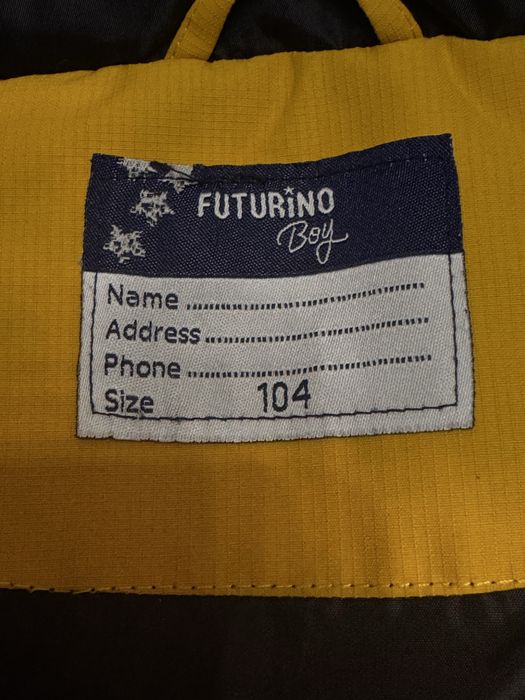 FUTURiNO
Boy
Name ........................................
Address........................................
Phone ........................................
Size 104